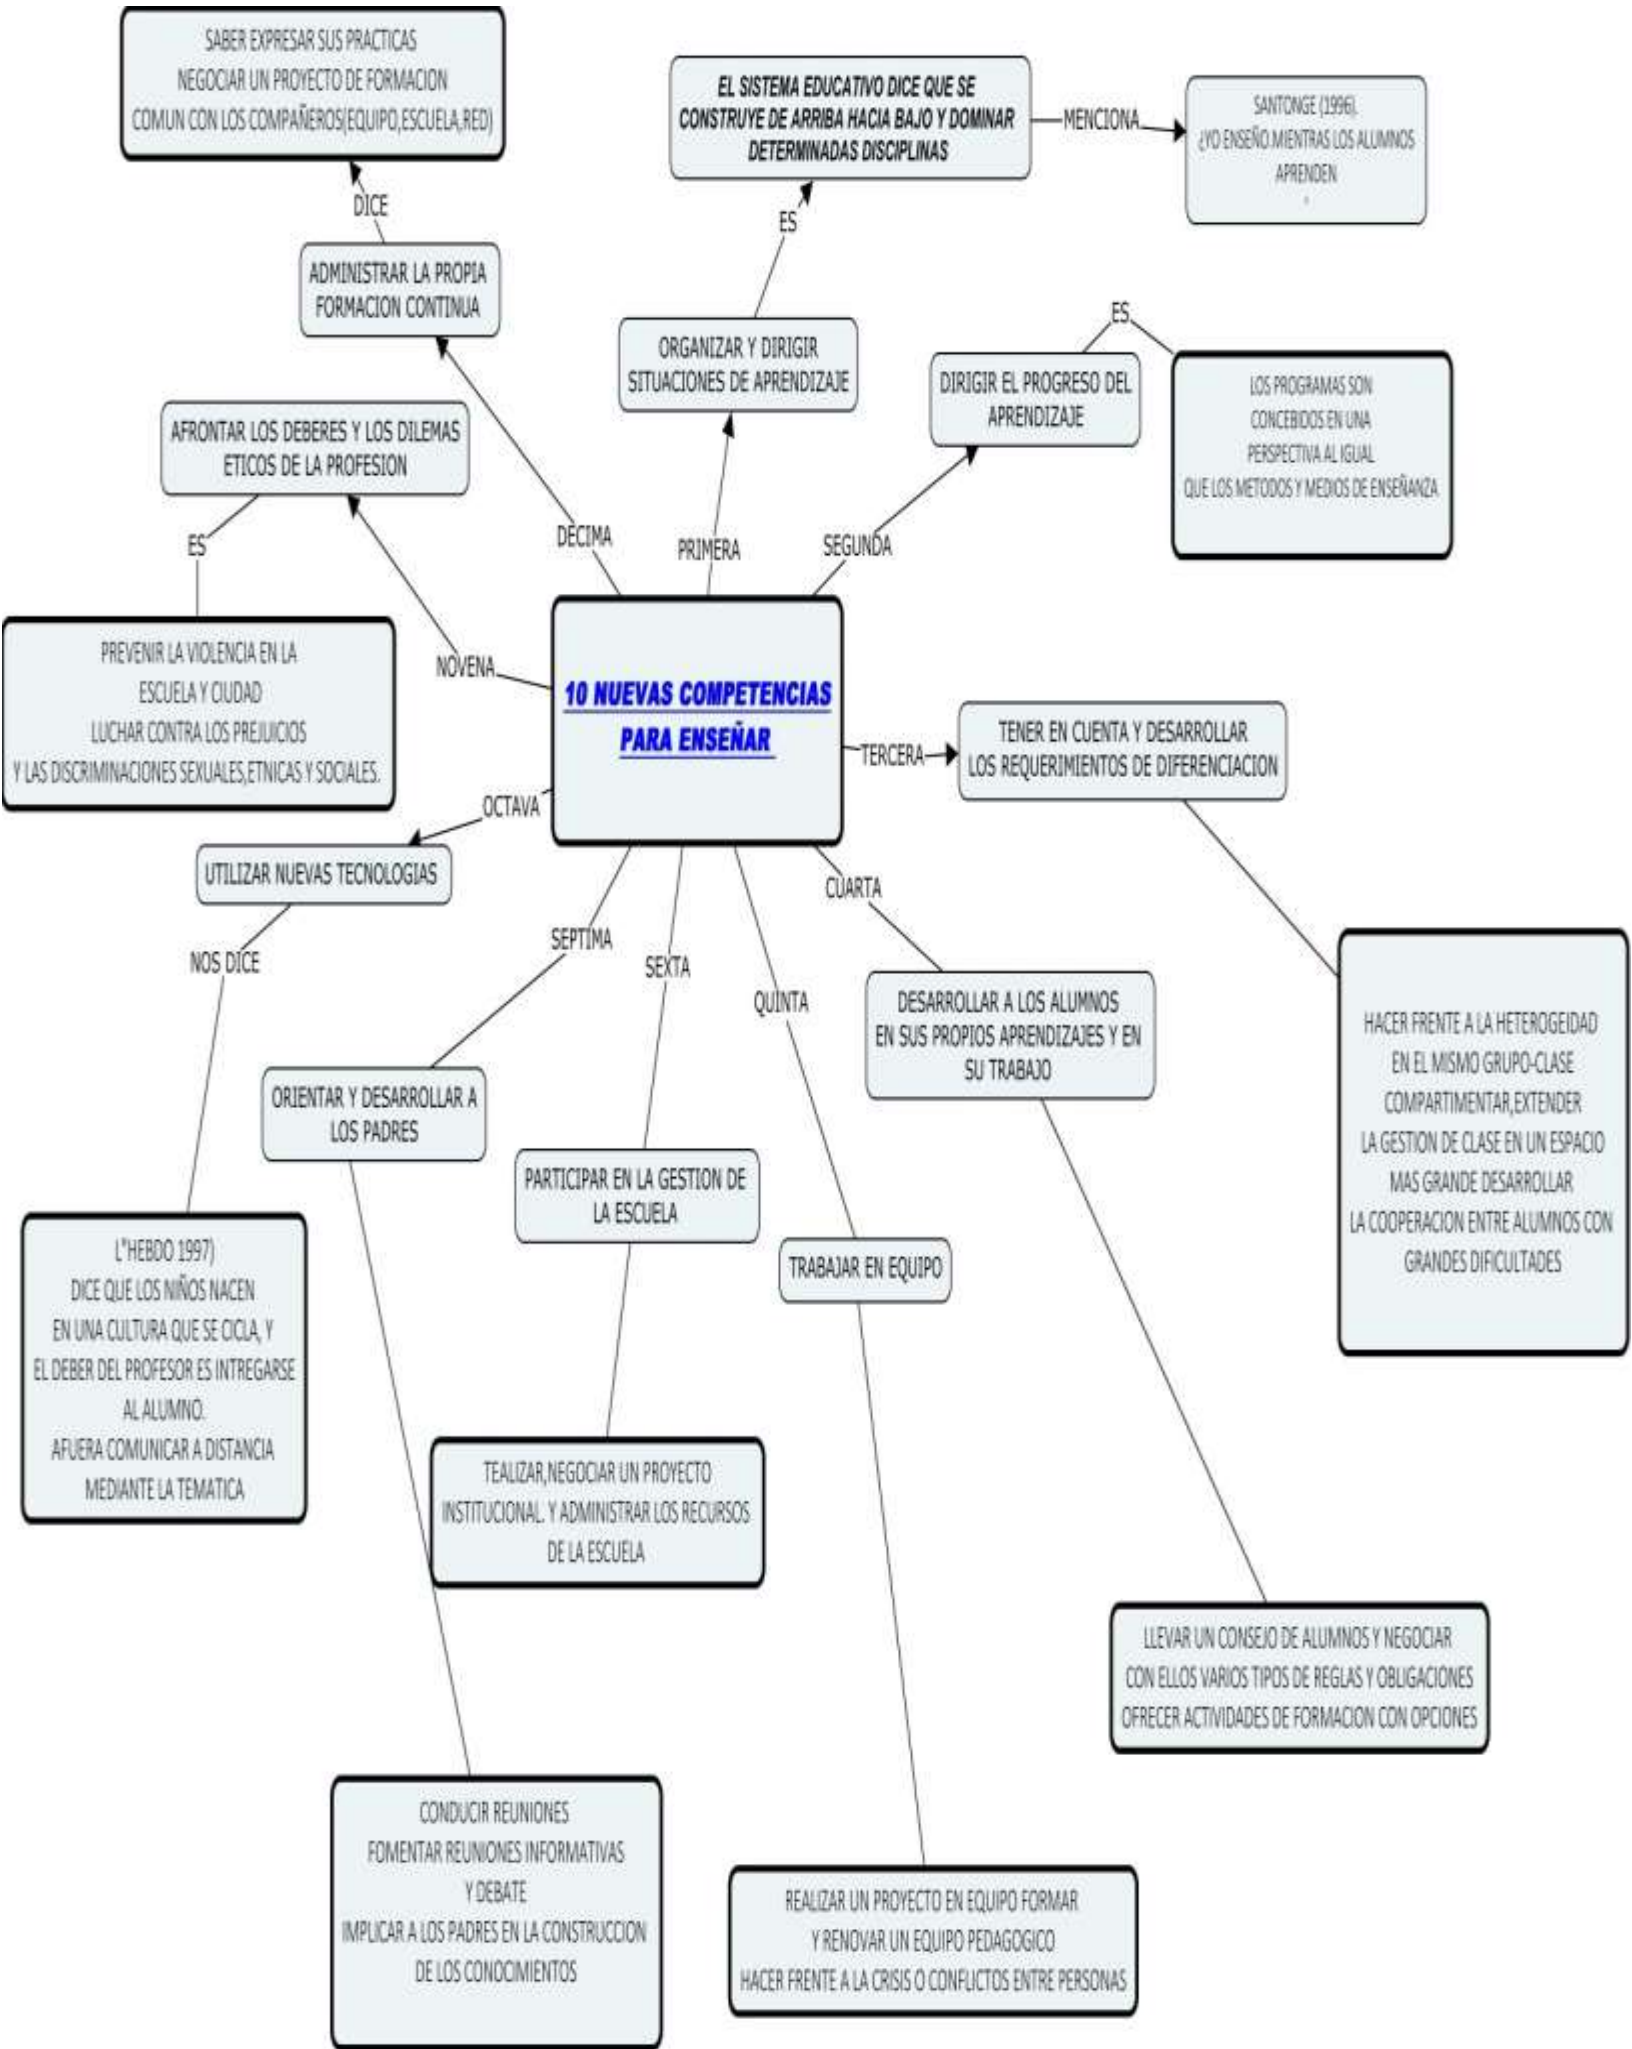 SABER EXPRESAR SUS PRACTICAS
NEGOCIAR UN PROYECTO DE FORMACION
COMUN CON LOS COMPAÑEROS(EQUIPO,ESCUELA,RED)
DICE
ADMINISTRAR LA PROPIA
FORMACION CONTINUA
DECIMA
EL SISTEMA EDUCATIVO DICE QUE SE
CONSTRUYE DE ARRIBA HACIA BAJO Y DOMINAR
DETERMINADAS DISCIPLINAS
MENCIONA
SANTONGE (1996).
¿YO ENSEÑO.MIENTRAS LOS ALUMNOS
APRENDEN
ES
ORGANIZAR Y DIRIGIR
SITUACIONES DE APRENDIZAJE
PRIMERA
ES
DIRIGIR EL PROGRESO DEL
APRENDIZAJE
LOS PROGRAMAS SON
CONCEBIDOS EN UNA
PERSPECTIVA AL IGUAL
QUE LOS METODOS Y MEDIOS DE ENSEÑANZA
SEGUNDA
AFRONTAR LOS DEBERES Y LOS DILEMAS
ETICOS DE LA PROFESION
ES
PREVENIR LA VIOLENCIA EN LA
ESCUELA Y CIUDAD
LUCHAR CONTRA LOS PREJUICIOS
Y LAS DISCRIMINACIONES SEXUALES,ETNICAS Y SOCIALES.
NOVENA
10 NUEVAS COMPETENCIAS
PARA ENSEÑAR
TERCERA
TENER EN CUENTA Y DESARROLLAR
LOS REQUERIMIENTOS DE DIFERENCIACION
OCTAVA
UTILIZAR NUEVAS TECNOLOGIAS
NOS DICE
SEPTIMA
SEXTA
QUINTA
CUARTA
DESARROLLAR A LOS ALUMNOS
EN SUS PROPIOS APRENDIZAJES Y EN
SU TRABAJO
HACER FRENTE A LA HETEROGEIDAD
EN EL MISMO GRUPO-CLASE
COMPARTIMENTAR,EXTENDER
LA GESTION DE CLASE EN UN ESPACIO
MAS GRANDE DESARROLLAR
LA COOPERACION ENTRE ALUMNOS CON
GRANDES DIFICULTADES
ORIENTAR Y DESARROLLAR A
LOS PADRES
PARTICIPAR EN LA GESTION DE
LA ESCUELA
TRABAJAR EN EQUIPO
L"HEBDO 1997)
DICE QUE LOS NIÑOS NACEN
EN UNA CULTURA QUE SE CICLA, Y
EL DEBER DEL PROFESOR ES INTREGARSE
AL ALUMNO.
AFUERA COMUNICAR A DISTANCIA
MEDIANTE LA TEMATICA
TEALIZAR,NEGOCIAR UN PROYECTO
INSTITUCIONAL. Y ADMINISTRAR LOS RECURSOS
DE LA ESCUELA
LLEVAR UN CONSEJO DE ALUMNOS Y NEGOCIAR
CON ELLOS VARIOS TIPOS DE REGLAS Y OBLIGACIONES
OFRECER ACTIVIDADES DE FORMACION CON OPCIONES
CONDUCIR REUNIONES
FOMENTAR REUNIONES INFORMATIVAS
Y DEBATE
IMPLICAR A LOS PADRES EN LA CONSTRUCCION
DE LOS CONOCIMIENTOS
REALIZAR UN PROYECTO EN EQUIPO FORMAR
Y RENOVAR UN EQUIPO PEDAGOGICO
HACER FRENTE A LA CRISIS O CONFLICTOS ENTRE PERSONAS